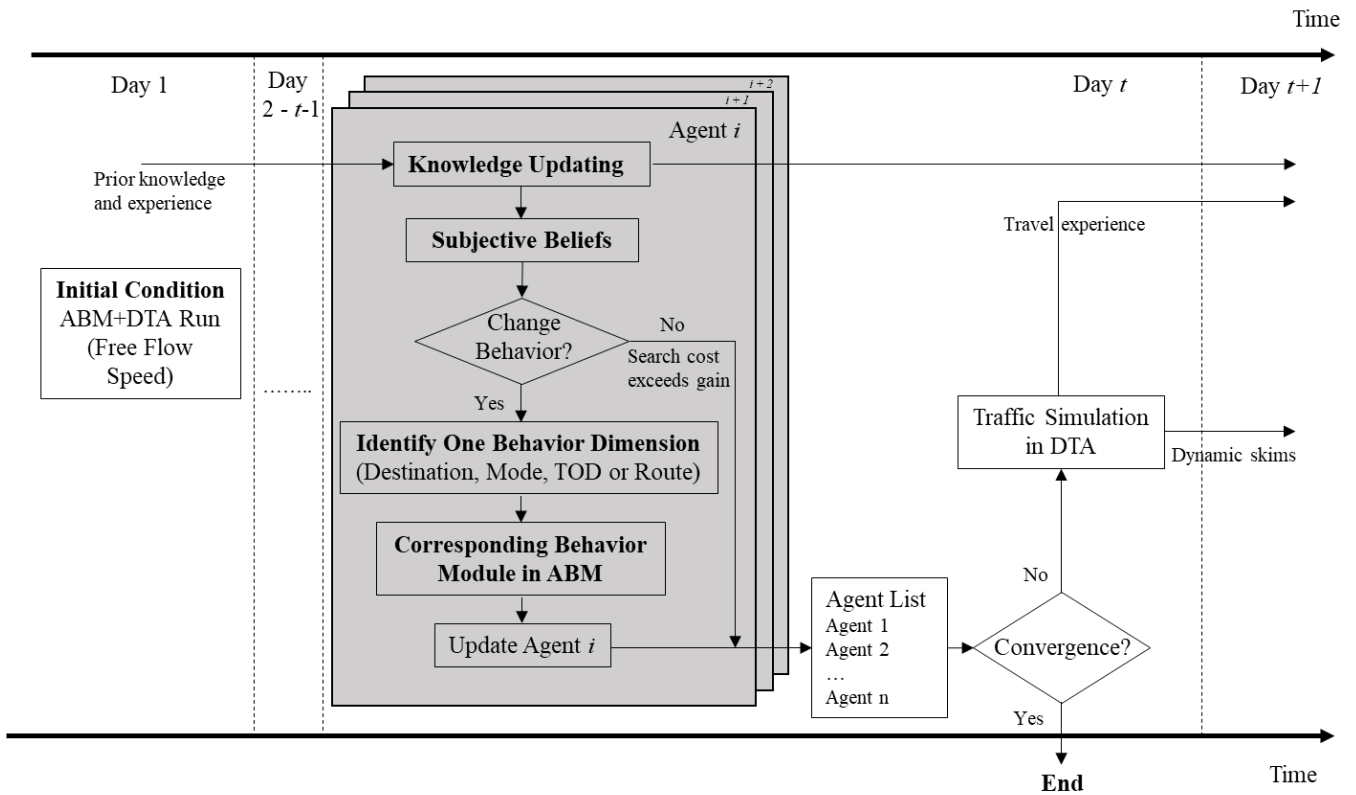 Time
Day 1
Day
2 - t-1
i+2
i+1
Agent i
Day t
Day t+1
Knowledge Updating
Prior knowledge
and experience
Subjective Beliefs
Travel experience
Initial Condition
ABM+DTA Run
(Free Flow
Speed)
........
Change
Behavior?
No
Search cost
exceeds gain
Yes
Identify One Behavior Dimension
(Destination, Mode, TOD or Route)
Traffic Simulation
in DTA
Dynamic skims
Corresponding Behavior
Module in ABM
Update Agent i
Agent List
Agent 1
Agent 2
…
Agent n
No
Convergence?
Yes
End
Time